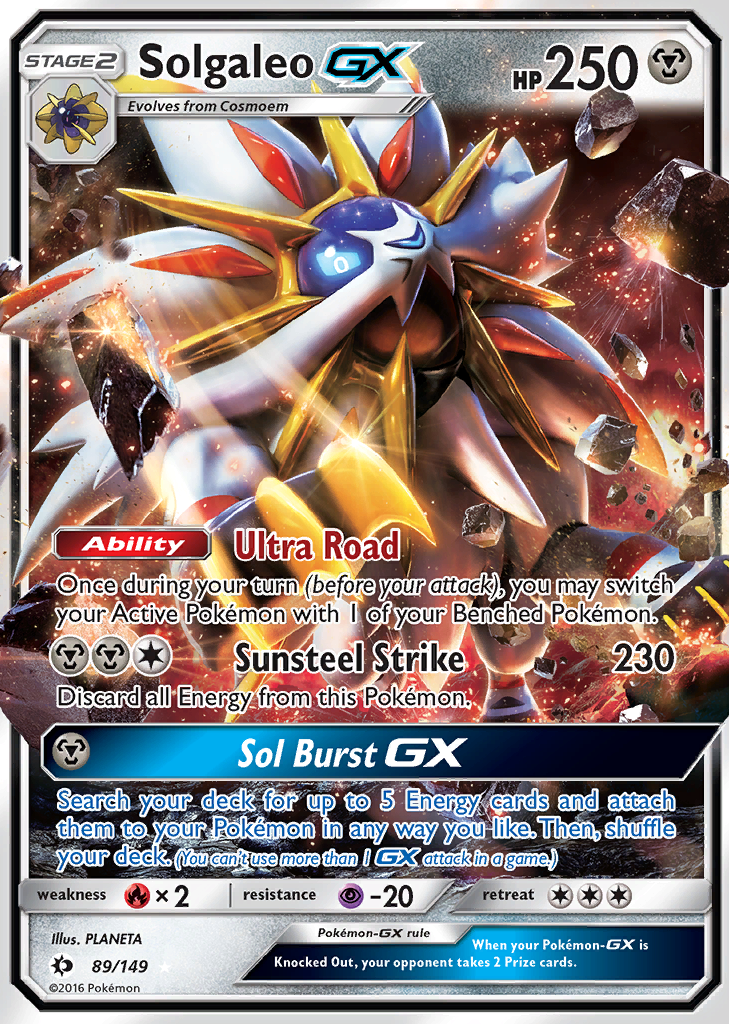 STAGE2 Solgaleo GX HP250
Evolves from Cosmoem
Ability Ultra Road
Once during your turn (before your attack), you may switch
your Active Pokémon with 1 of your Benched Pokémon.
Sunsteel Strike 230
Discard all Energy from this Pokémon.
Sol Burst GX
Search your deck for up to 5 Energy cards and attach
them to your Pokémon in any way you like. Then, shuffle
your deck. (You can't use more than 1 GX attack in a game.)
weakness ×2 resistance -20 retreat
Illus. PLANETA
89/149
©2016 Pokémon
Pokémon-GX rule
When your Pokémon-GX is
Knocked Out, your opponent takes 2 Prize cards.